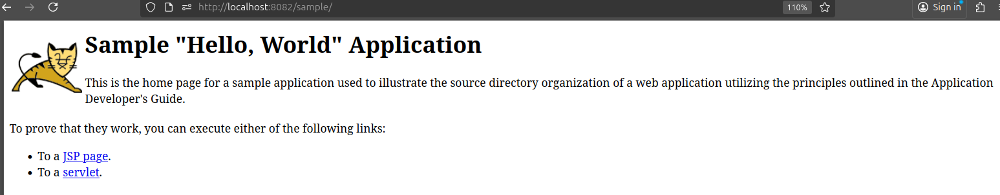 http://localhost:8082/sample/
110%
Sign in
Sample "Hello, World" Application
This is the home page for a sample application used to illustrate the source directory organization of a web application utilizing the principles outlined in the Application
Developer's Guide.
To prove that they work, you can execute either of the following links:
• To a JSP page.
• To a servlet.